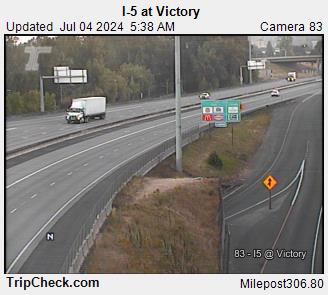 I-5 at Victory
Updated Jul 04 2024 5:38 AM
Camera 83
N
83 - I5 @ Victory
TripCheck.com
Milepost306.80